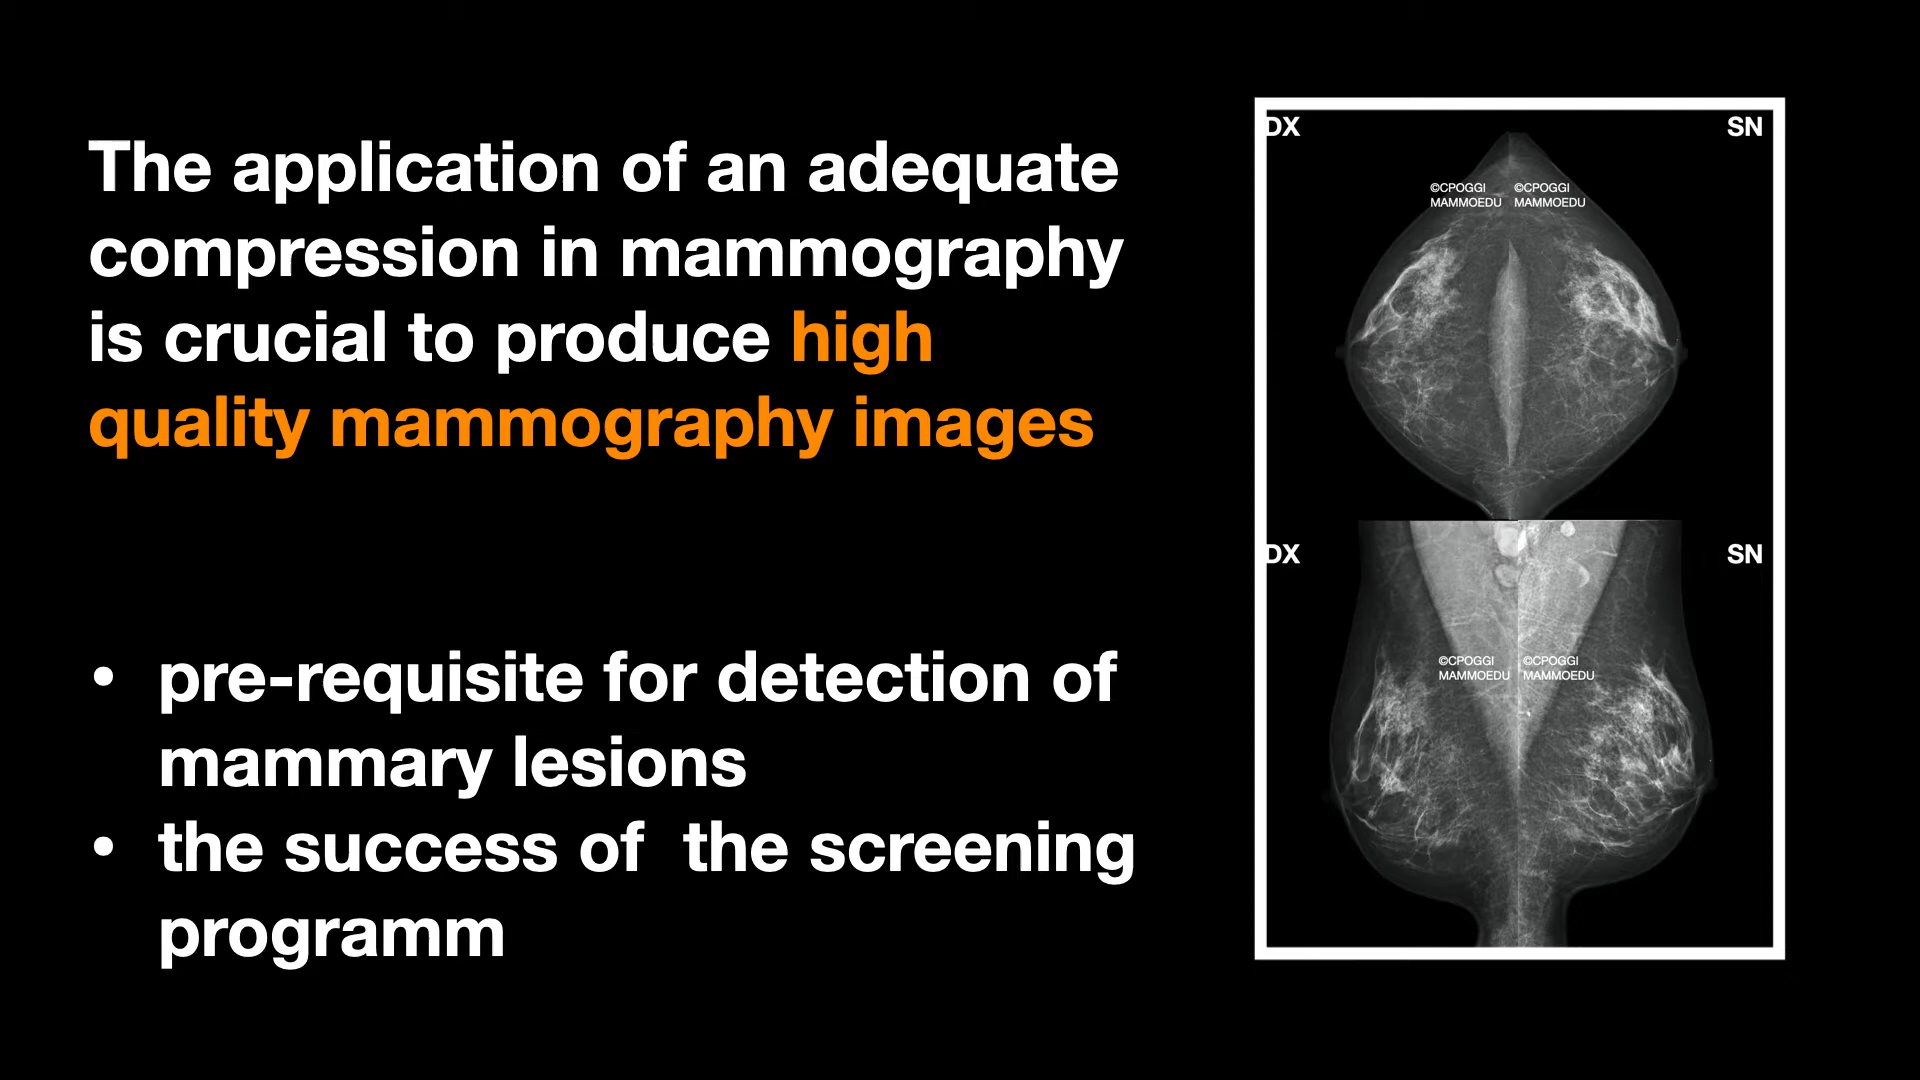 The application of an adequate
compression in mammography
is crucial to produce high
quality mammography images
• pre-requisite for detection of
mammary lesions
• the success of  the screening
programm
DX
SN
©CPOGGI
MAMMOEDU
©CPOGGI
MAMMOEDU
DX
SN
©CPOGGI
MAMMOEDU
©CPOGGI
MAMMOEDU